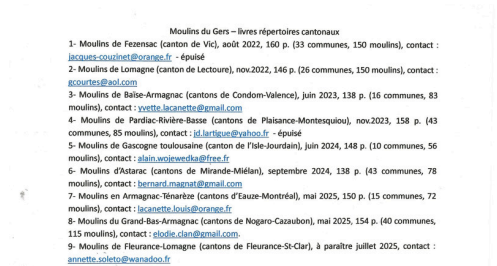 Moulins du Gers – livres répertoires cantonaux
1- Moulins de Fezensac (canton de Vic), août 2022, 160 p. (33 communes, 150 moulins), contact :
jacques-couzinet@orange.fr - épuisé
2- Moulins de Lomagne (canton de Lectoure), nov.2022, 146 p. (26 communes, 150 moulins), contact :
gcourtes@aol.com
3- Moulins de Baïse-Armagnac (cantons de Condom-Valence), juin 2023, 138 p. (16 communes, 83
moulins), contact : yvette.lacanette@gmail.com
4- Moulins de Pardiac-Rivière-Basse (cantons de Plaisance-Montesquiou), nov.2023, 158 p. (43
communes, 85 moulins), contact : jd.lartigue@yahoo.fr - épuisé
5- Moulins de Gascogne toulousaine (canton de l'Isle-Jourdain), juin 2024, 148 p. (10 communes, 56
moulins), contact : alain.wojewedka@free.fr
6- Moulins d'Astarac (cantons de Mirande-Miélan), septembre 2024, 138 p. (43 communes, 78
moulins), contact : bernard.magnat@gmail.com
7- Moulins en Armagnac-Ténarèze (cantons d'Eauze-Montréal), mai 2025, 150 p. (15 communes, 72
moulins), contact : lacanette.louis@orange.fr
8- Moulins du Grand-Bas-Armagnac (cantons de Nogaro-Cazaubon), mai 2025, 154 p. (40 communes,
115 moulins), contact : elodie.clan@gmail.com
9- Moulins de Fleurance-Lomagne (cantons de Fleurance-St-Clar), à paraître juillet 2025, contact :
annette.soleto@wanadoo.fr